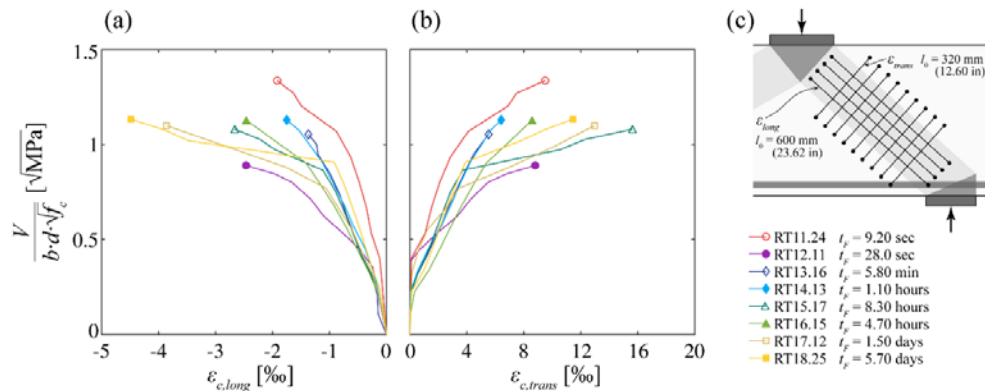 (a)
(b)
(c)
V
b·d·√f_c
[√MPa]
1.5
1
0.5
0
-5 -4 -3 -2 -1 0
ε_c,long [‰]
0 4 8 12 16 20
ε_c,trans [‰]
ε_trans l_0 = 320 mm
(12.60 in)
ε_long
l_0 = 600 mm
(23.62 in)
RT11.24 t_F = 9.20 sec
RT12.11 t_F = 28.0 sec
RT13.16 t_F = 5.80 min
RT14.13 t_F = 1.10 hours
RT15.17 t_F = 8.30 hours
RT16.15 t_F = 4.70 hours
RT17.12 t_F = 1.50 days
RT18.25 t_F = 5.70 days